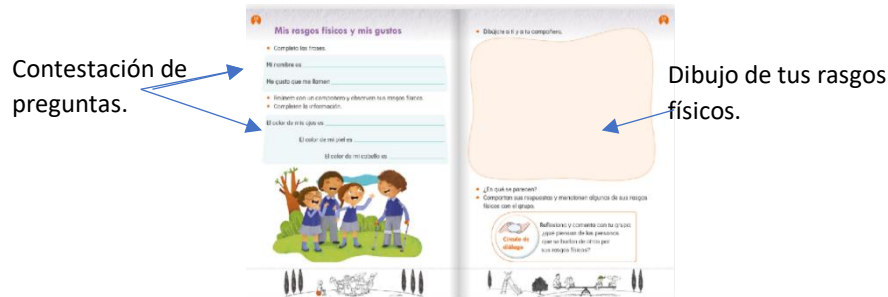 Contestación de
preguntas.
Mis rasgos físicos y mis gustos
Completa las frases.
Mi nombre es
Me gusta que me llamen
Reúnete con un compañero y observen sus rasgos físicos.
Completen la información.
El color de mis ojos es
El color de mi piel es
El color de mi cabello es
Dibújate a ti y a tu compañero.
¿En qué se parecen?
Compartan sus respuestas y mencionen algunos de sus rasgos
físicos con el grupo.
Círculo de
diálogo
Reflexiona y comenta con tu grupo:
¿qué piensas de las personas
que se burlan de otras por
sus rasgos físicos?
Dibujo de tus rasgos
físicos.